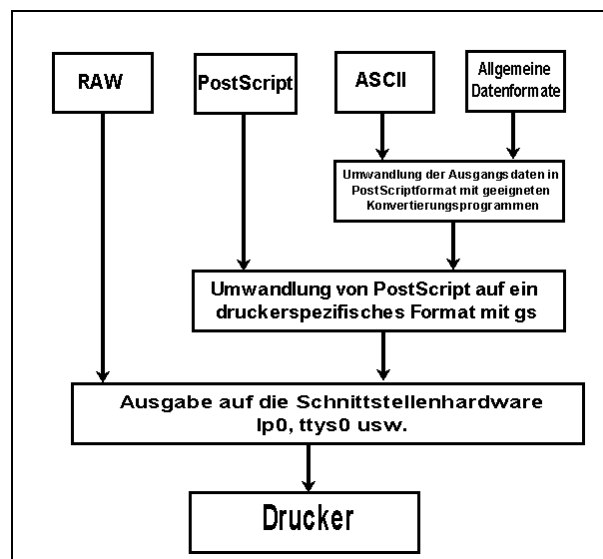 RAW
PostScript
ASCII
Allgemeine
Datenformate
Umwandlung der Ausgangsdaten in
PostScriptformat mit geeigneten
Konvertierungsprogrammen
Umwandlung von PostScript auf ein
druckerspezifisches Format mit gs
Ausgabe auf die Schnittstellenhardware
lp0, ttys0 usw.
Drucker